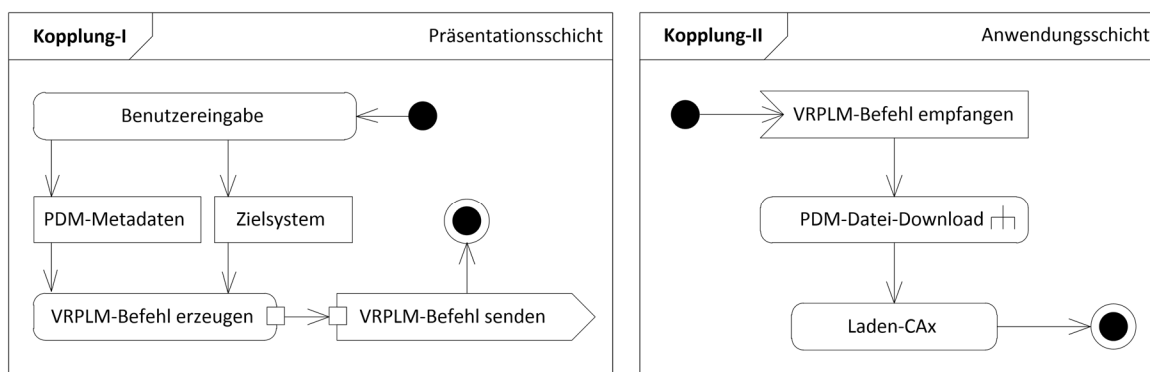 Kopplung-I
Präsentationsschicht
Benutzereingabe
PDM-Metadaten
Zielsystem
VRPLM-Befehl erzeugen
VRPLM-Befehl senden
Kopplung-II
Anwendungsschicht
VRPLM-Befehl empfangen
PDM-Datei-Download
Laden-CAx